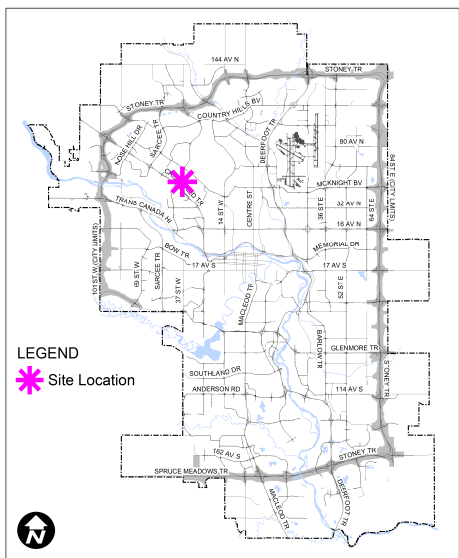 144 AV N
STONEY TR
STONEY TR
COUNTRY HILLS BV
SARCEE TR
DEERFOOT TR
80 AV N
MCKNIGHT BV
14 ST W
CENTRE ST
36 ST E
32 AV N
16 AV N
84 ST E (CITY LIMITS)
64 ST E
TRANS CANADA HI
101 ST W (CITY LIMITS)
BOW TR
17 AV S
MEMORIAL DR
17 AV S
69 ST W
SARCEE TR
37 ST W
MACLEOD TR
52 ST E
BARLOW TR
GLENMORE TR
STONEY TR
LEGEND
Site Location
SOUTHLAND DR
ANDERSON RD
114 AV S
162 AV S
STONEY TR
SPRUCE MEADOWS TR
MACLEOD TR
DEERFOOT TR
N